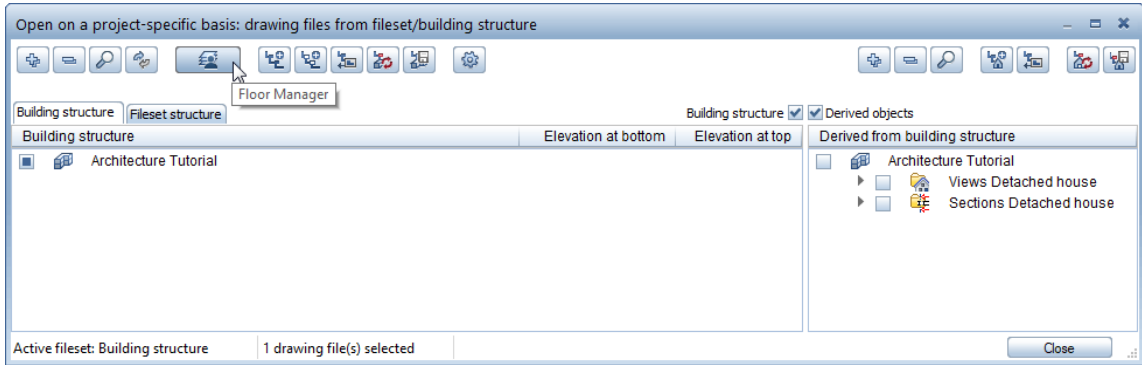 Open on a project-specific basis: drawing files from fileset/building structure
Floor Manager
Building structure Fileset structure Building structure Derived objects
Building structure Elevation at bottom Elevation at top Derived from building structure
Architecture Tutorial Architecture Tutorial
Views Detached house
Sections Detached house
Active fileset: Building structure 1 drawing file(s) selected Close